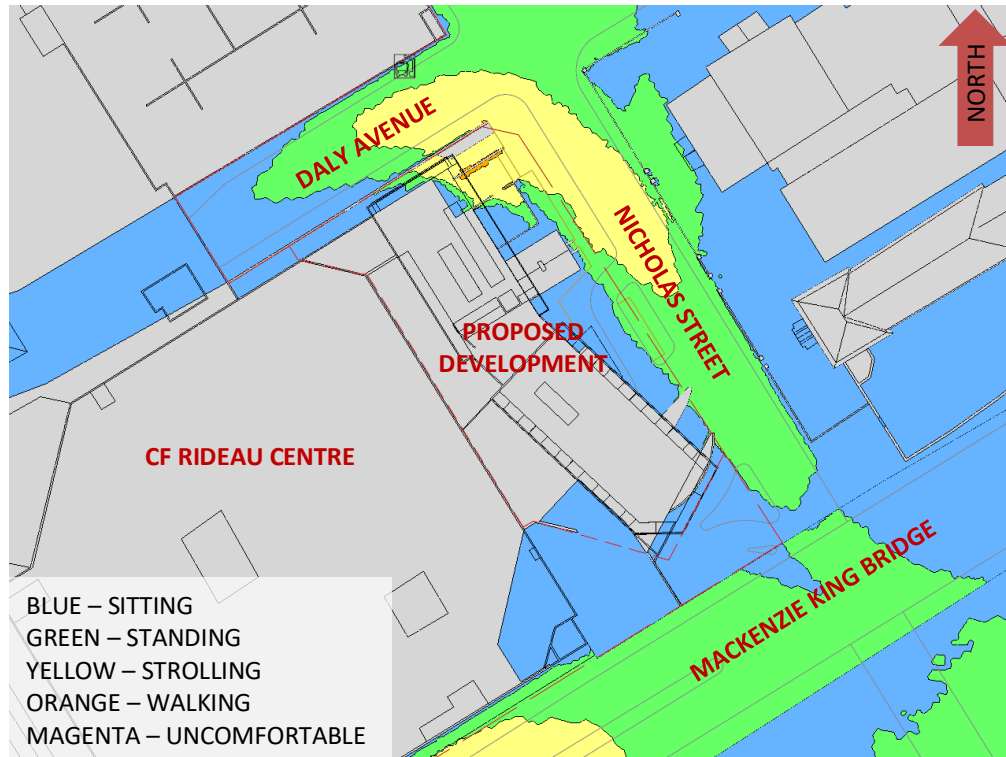 NORTH
DALY AVENUE
NICHOLAS STREET
PROPOSED
DEVELOPMENT
CF RIDEAU CENTRE
MACKENZIE KING BRIDGE
BLUE – SITTING
GREEN – STANDING
YELLOW – STROLLING
ORANGE – WALKING
MAGENTA – UNCOMFORTABLE